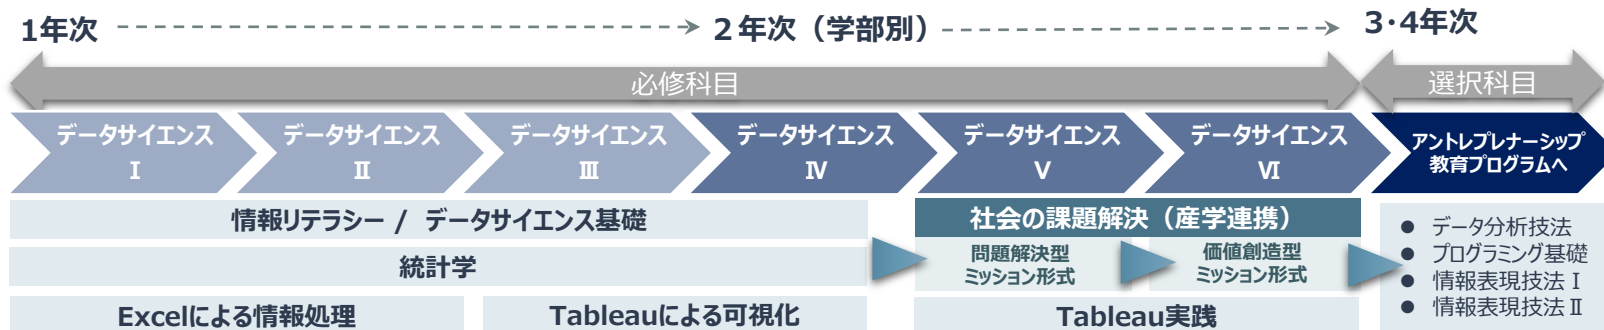 1年次
2年次（学部別）
3・4年次
必修科目
選択科目
データサイエンス
Ⅰ
データサイエンス
Ⅱ
データサイエンス
Ⅲ
データサイエンス
Ⅳ
データサイエンス
Ⅴ
データサイエンス
Ⅵ
アントレプレナーシップ
教育プログラムへ
情報リテラシー / データサイエンス基礎
統計学
Excelによる情報処理
Tableauによる可視化
社会の課題解決（産学連携）
問題解決型
ミッション形式
価値創造型
ミッション形式
Tableau実践
● データ分析技法
● プログラミング基礎
● 情報表現技法Ⅰ
● 情報表現技法Ⅱ